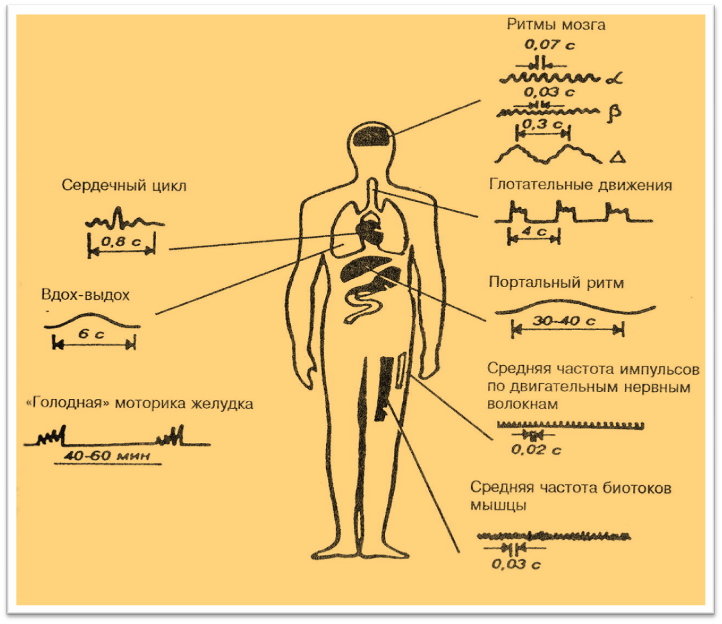 Ритмы мозга
0,07 с
α
0,03 с
β
0,3 с
Δ
Сердечный цикл
0,8 с
Глотательные движения
4 с
Вдох-выдох
6 с
Портальный ритм
30-40 с
«Голодная» моторика желудка
40-60 мин
Средняя частота импульсов
по двигательным нервным
волокнам
0,02 с
Средняя частота биотоков
мышцы
0,03 с